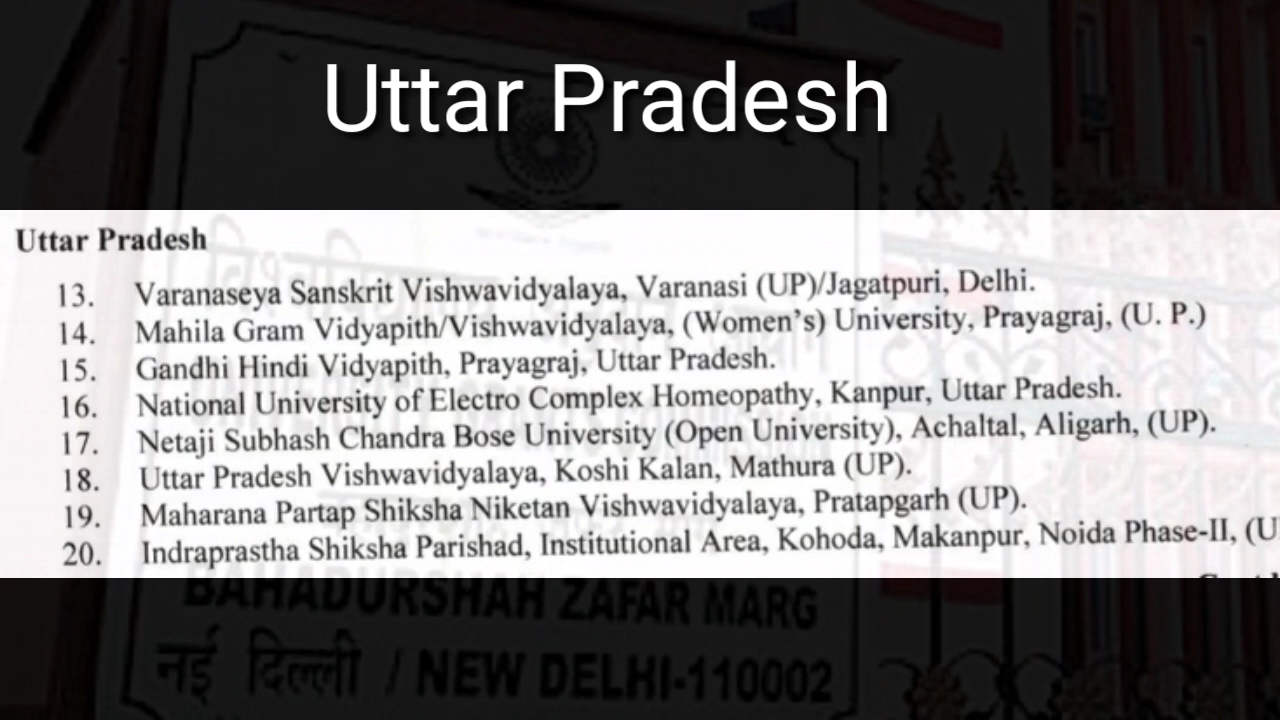 Uttar Pradesh
Uttar Pradesh
13. Varanaseya Sanskrit Vishwavidyalaya, Varanasi (UP)/Jagatpuri, Delhi.
14. Mahila Gram Vidyapith/Vishwavidyalaya, (Women's) University, Prayagraj, (U. P.)
15. Gandhi Hindi Vidyapith, Prayagraj, Uttar Pradesh.
16. National University of Electro Complex Homeopathy, Kanpur, Uttar Pradesh.
17. Netaji Subhash Chandra Bose University (Open University), Achaltal, Aligarh, (UP).
18. Uttar Pradesh Vishwavidyalaya, Koshi Kalan, Mathura (UP).
19. Maharana Partap Shiksha Niketan Vishwavidyalaya, Pratapgarh (UP).
20. Indraprastha Shiksha Parishad, Institutional Area, Kohoda, Makanpur, Noida Phase-II, (U
BAHADURSHAH ZAFAR MARG
नई दिल्ली / NEW DELHI-110002